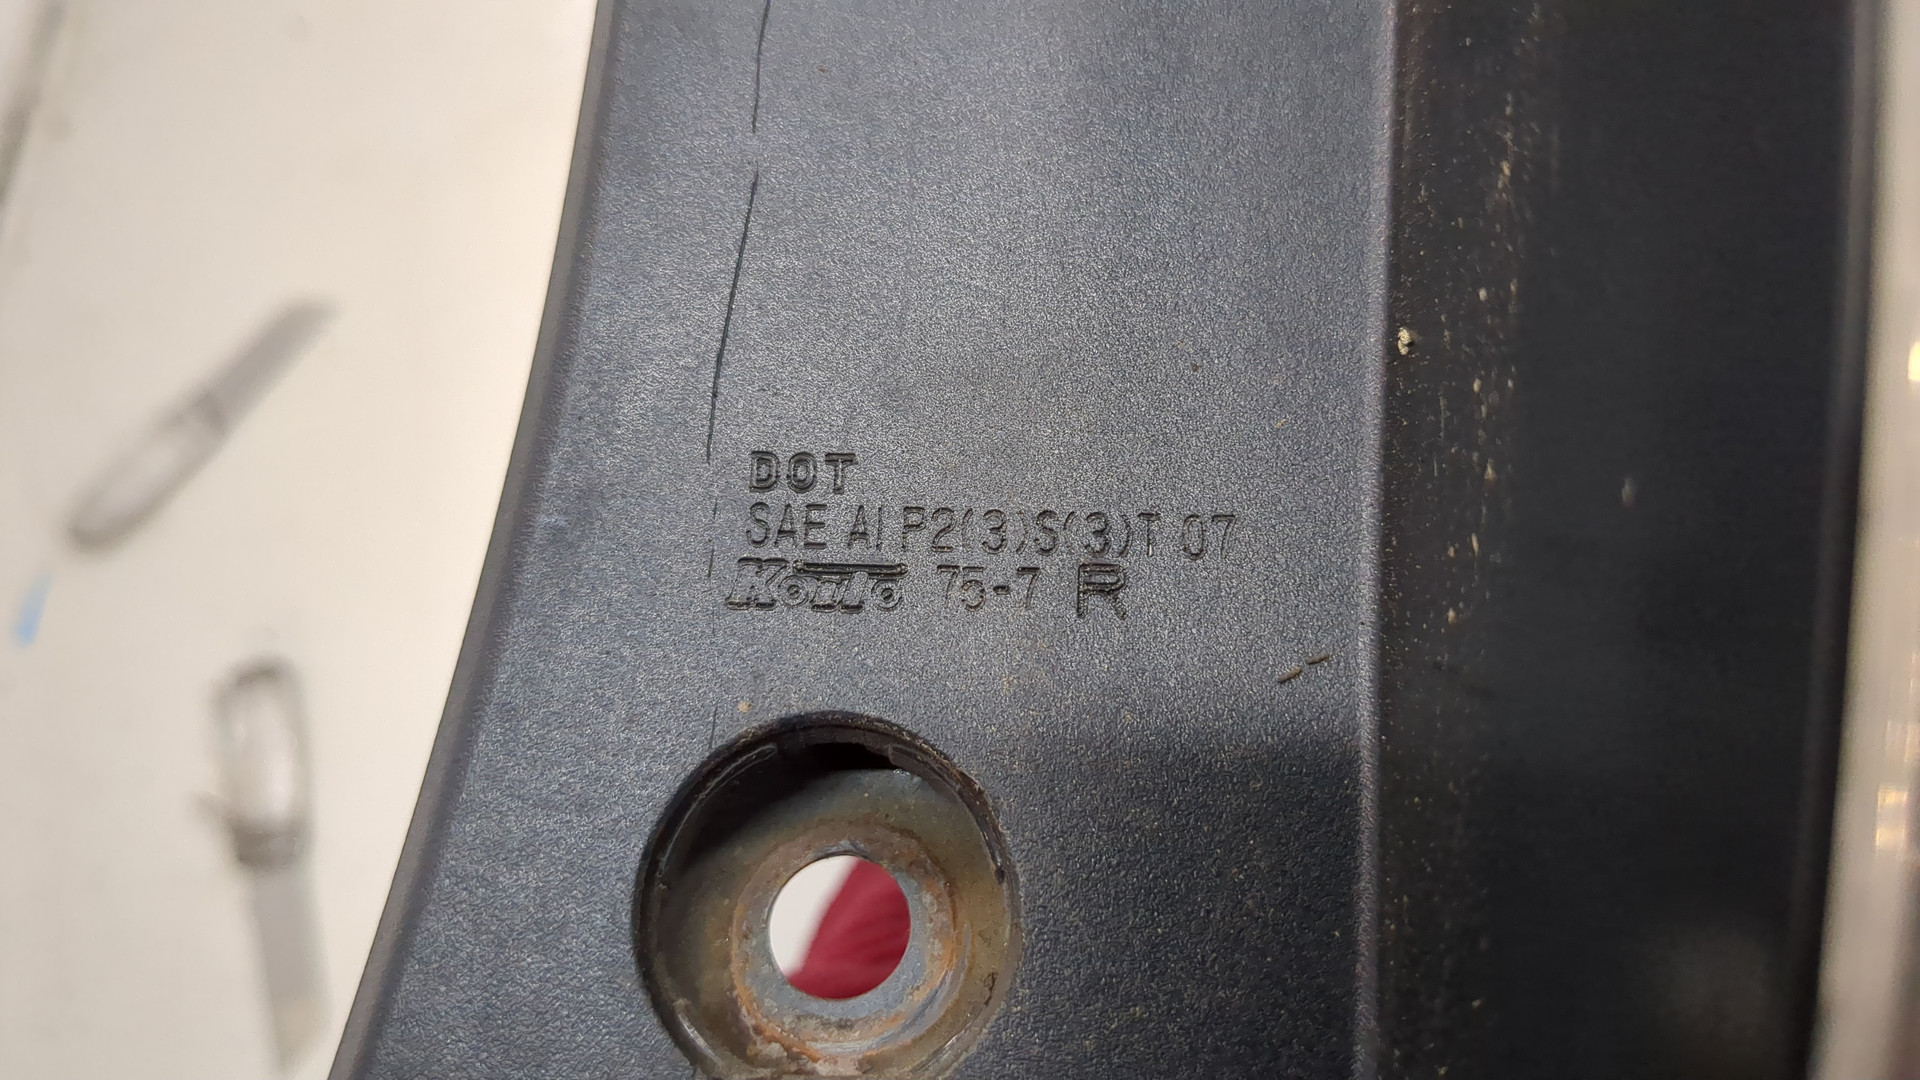 DOT
SAE AI P2(3)S(3)T 07
Koito 75-7 R